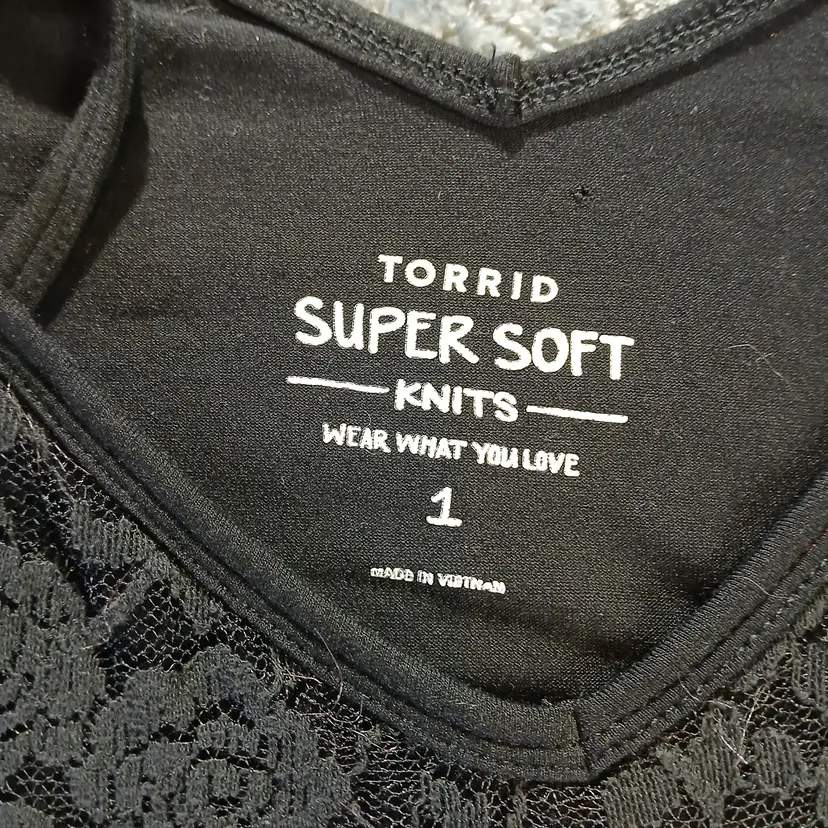 TORRID
SUPER SOFT
KNITS
WEAR WHAT YOU LOVE
1
MADE IN VIETNAM